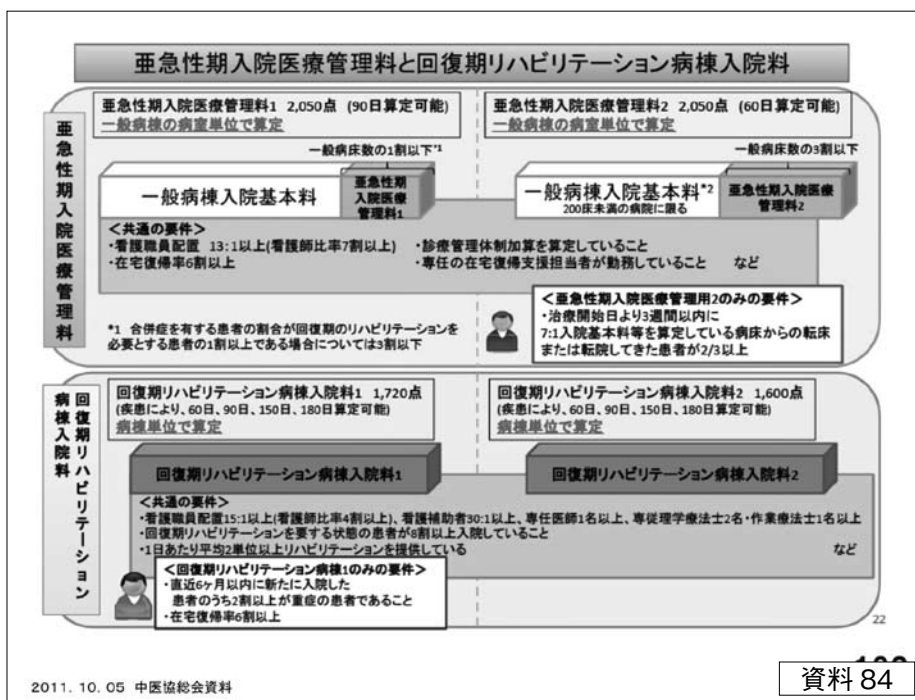 亜急性期入院医療管理料と回復期リハビリテーション病棟入院料
亜急性期入院医療管理料
亜急性期入院医療管理料1 2,050点 (90日算定可能)
一般病棟の病室単位で算定
一般病床数の1割以下*1
一般病棟入院基本料
亜急性期
入院医療
管理料1
亜急性期入院医療管理料2 2,050点 (60日算定可能)
一般病棟の病室単位で算定
一般病床数の3割以下
一般病棟入院基本料*2
200床未満の病院に限る
亜急性期入院医療
管理料2
<共通の要件>
・看護職員配置 13:1以上(看護師比率7割以上) ・診療管理体制加算を算定していること
・在宅復帰率6割以上 ・専任の在宅復帰支援担当者が勤務していること など
*1 合併症を有する患者の割合が回復期のリハビリテーションを
必要とする患者の1割以上である場合については3割以下
<亜急性期入院医療管理用2のみの要件>
・治療開始日より3週間以内に
7:1入院基本料等を算定している病床からの転床
または転院してきた患者が2/3以上
回復期リハビリテーション
病棟入院料
回復期リハビリテーション病棟入院料1 1,720点
(疾患により、60日、90日、150日、180日算定可能)
病棟単位で算定
回復期リハビリテーション病棟入院料1
回復期リハビリテーション病棟入院料2 1,600点
(疾患により、60日、90日、150日、180日算定可能)
病棟単位で算定
回復期リハビリテーション病棟入院料2
<共通の要件>
・看護職員配置15:1以上(看護師比率4割以上)、看護補助者30:1以上、専任医師1名以上、専従理学療法士2名・作業療法士1名以上
・回復期リハビリテーションを要する状態の患者が8割以上入院していること
・1日あたり平均2単位以上リハビリテーションを提供している など
<回復期リハビリテーション病棟1のみの要件>
・直近6ヶ月以内に新たに入院した
患者のうち2割以上が重症の患者であること
・在宅復帰率6割以上
22
2011. 10. 05 中医協総会資料
資料 84